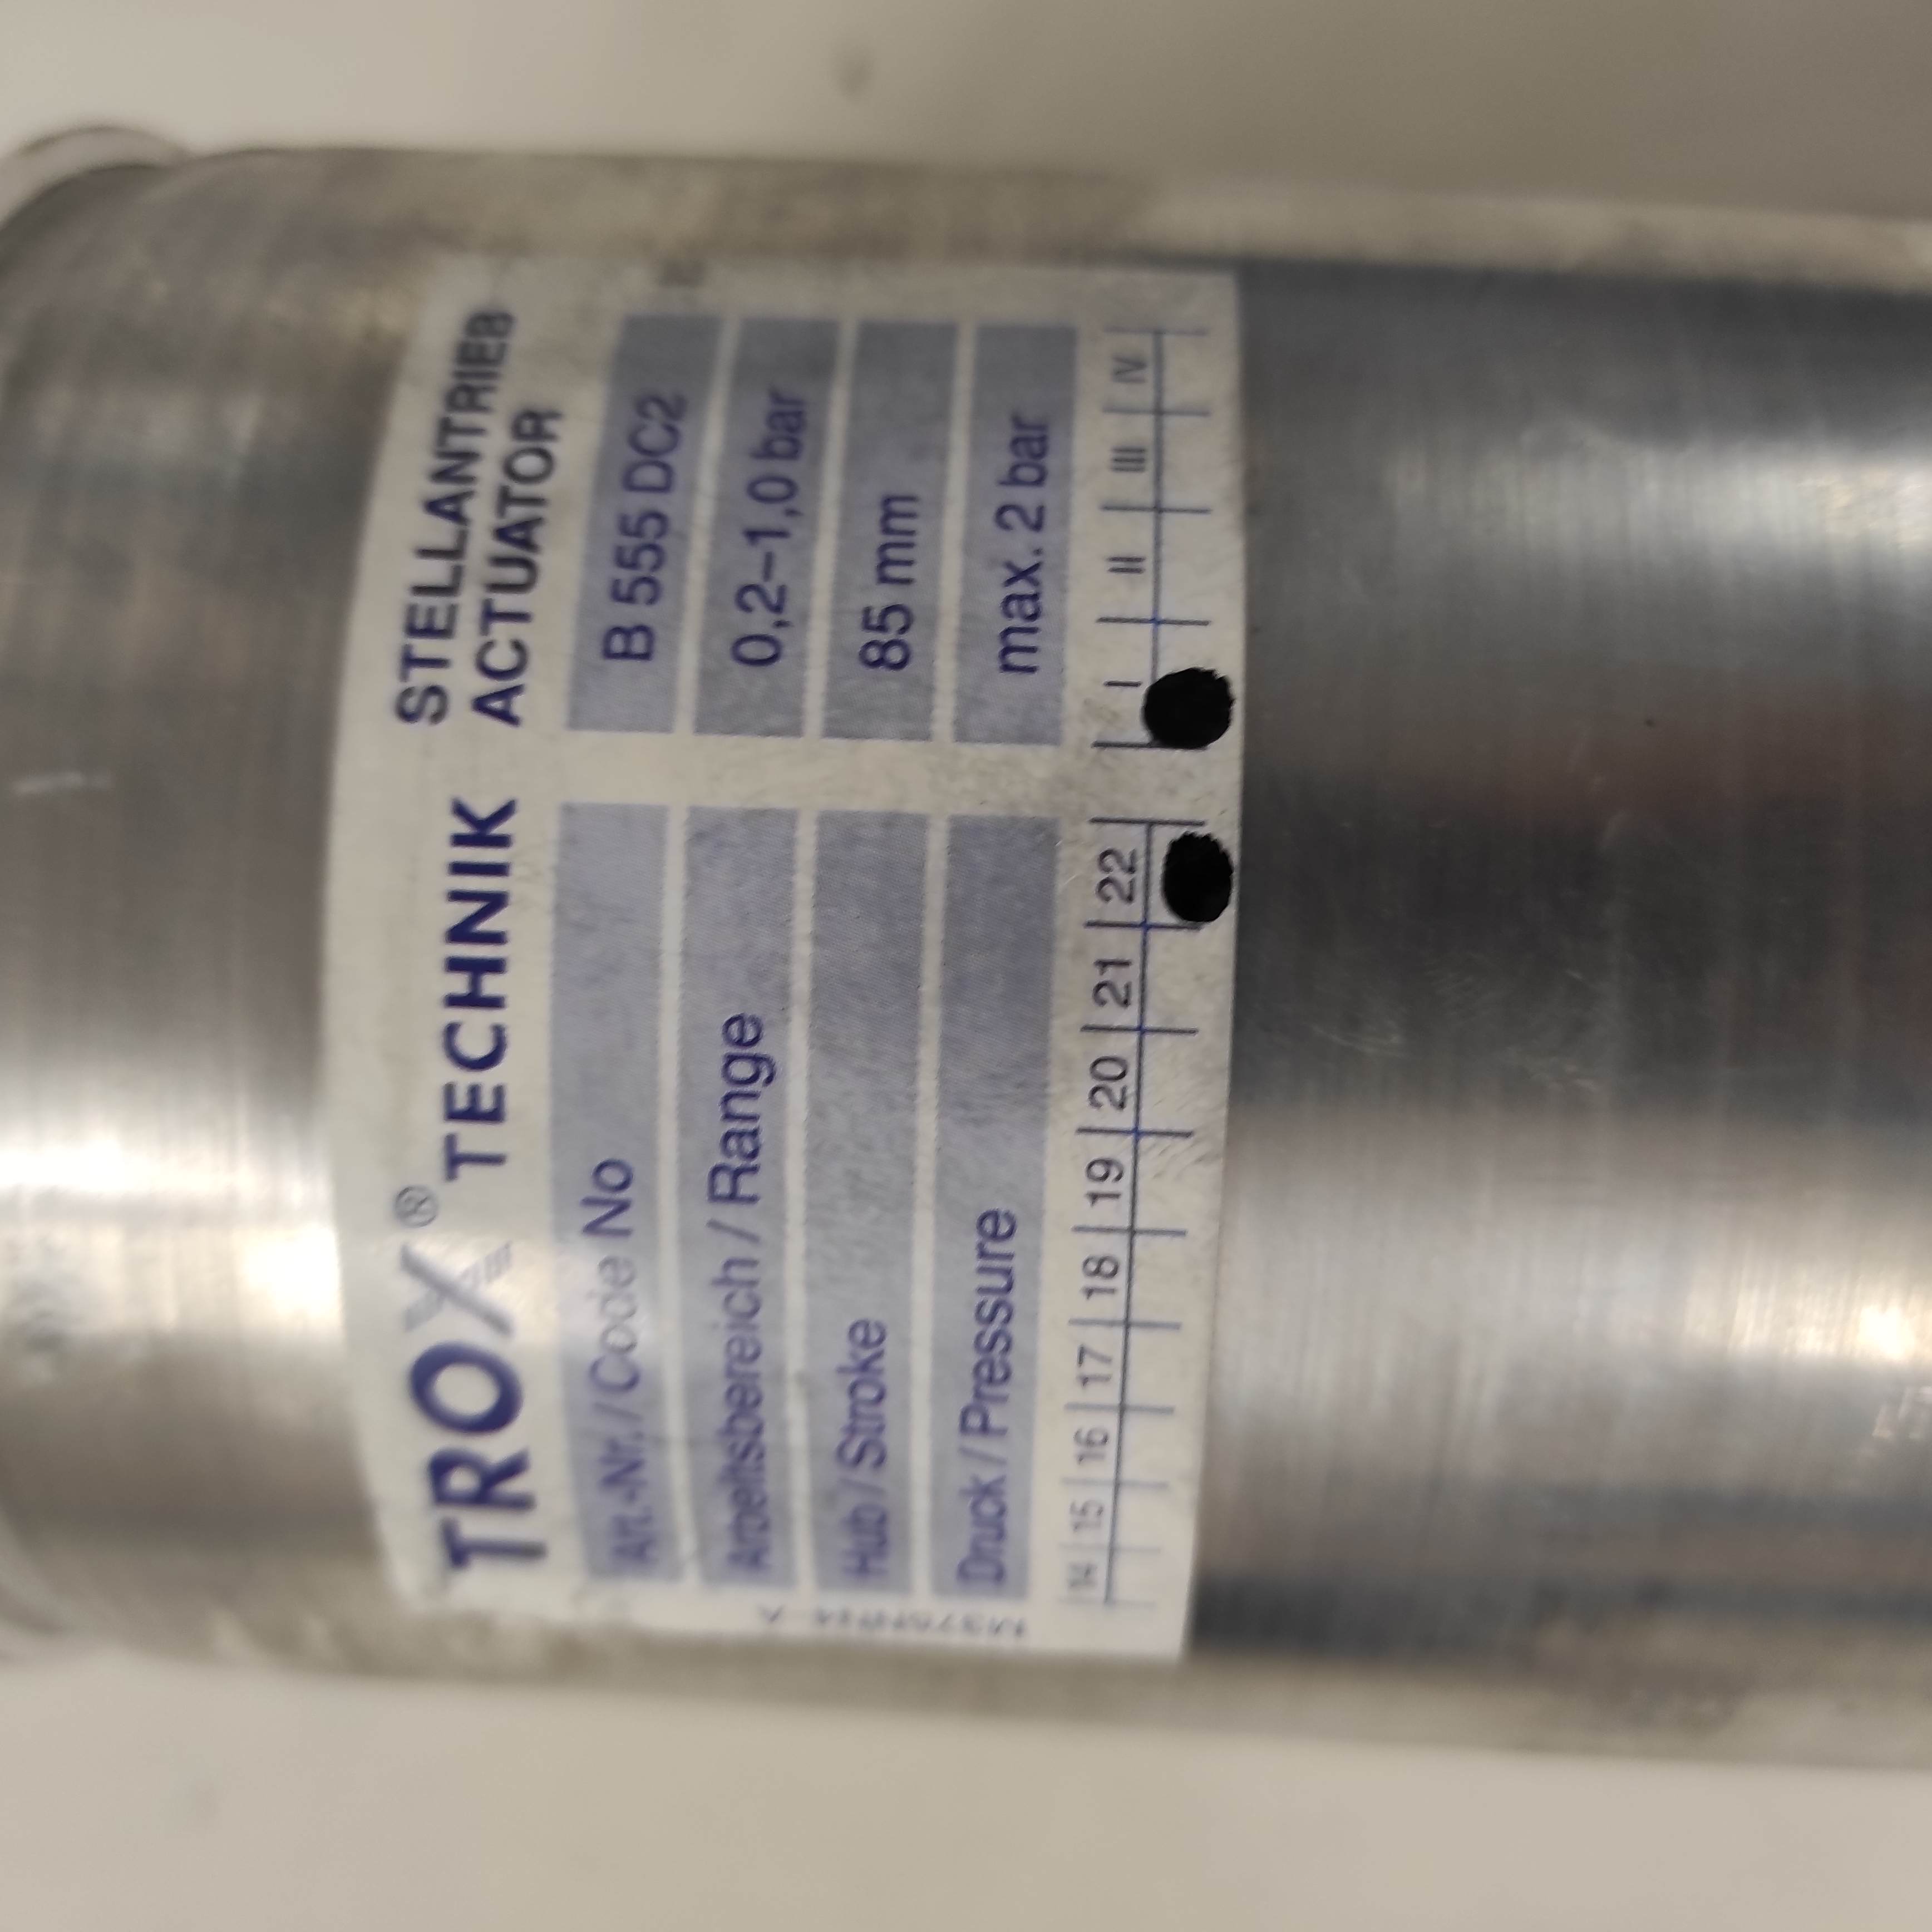 TROX® TECHNIK
STELLANTRIEB
ACTUATOR
Art.-Nr./Code No B 555 DC2
Arbeitsbereich / Range 0,2–1,0 bar
Hub / Stroke 85 mm
Druck / Pressure max. 2 bar
14 15 16 17 18 19 20 21 22 I II III IV